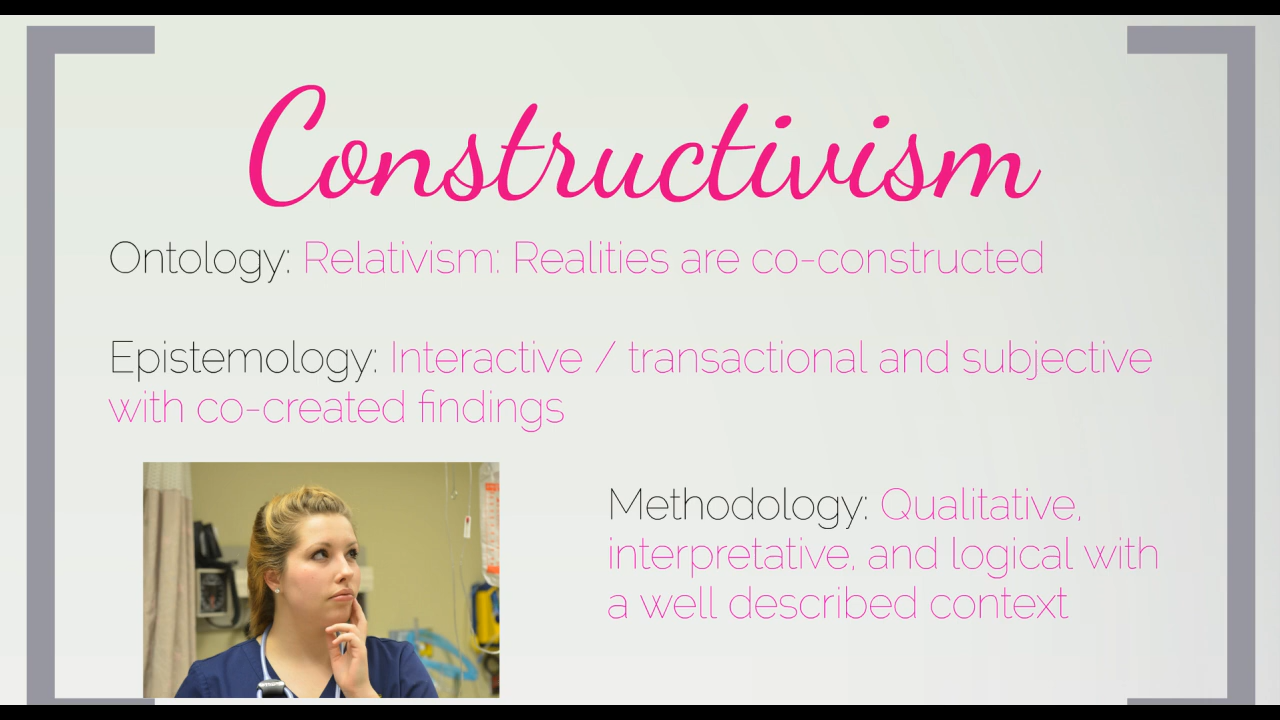 Constructivism
Ontology: Relativism: Realities are co-constructed
Epistemology: Interactive / transactional and subjective
with co-created findings
Methodology: Qualitative,
interpretative, and logical with
a well described context